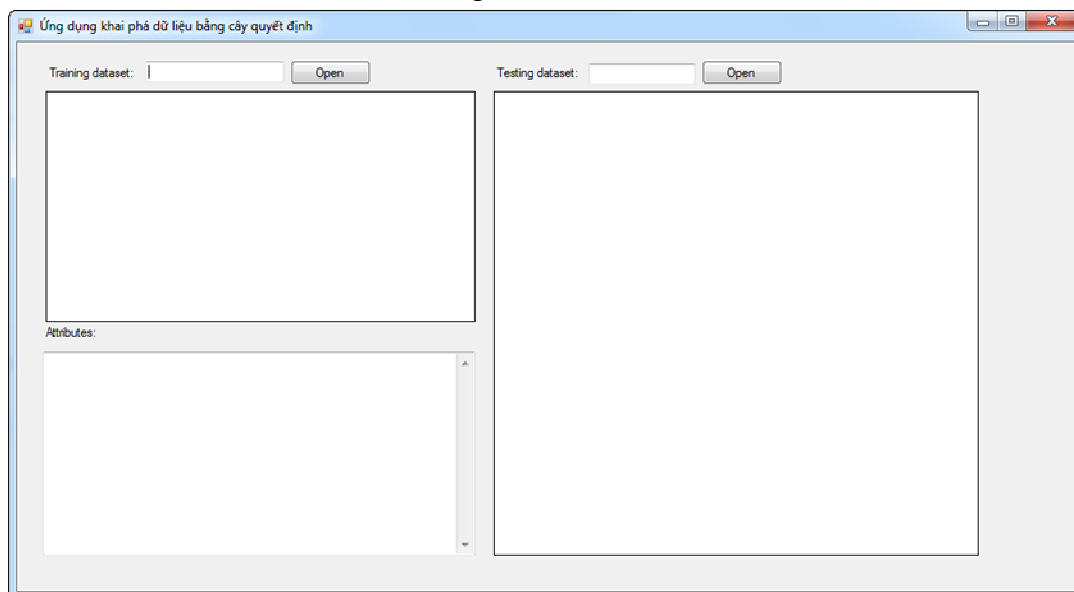 Ứng dụng khai phá dữ liệu bằng cây quyết định
Training dataset: Open Testing dataset: Open
Attributes: